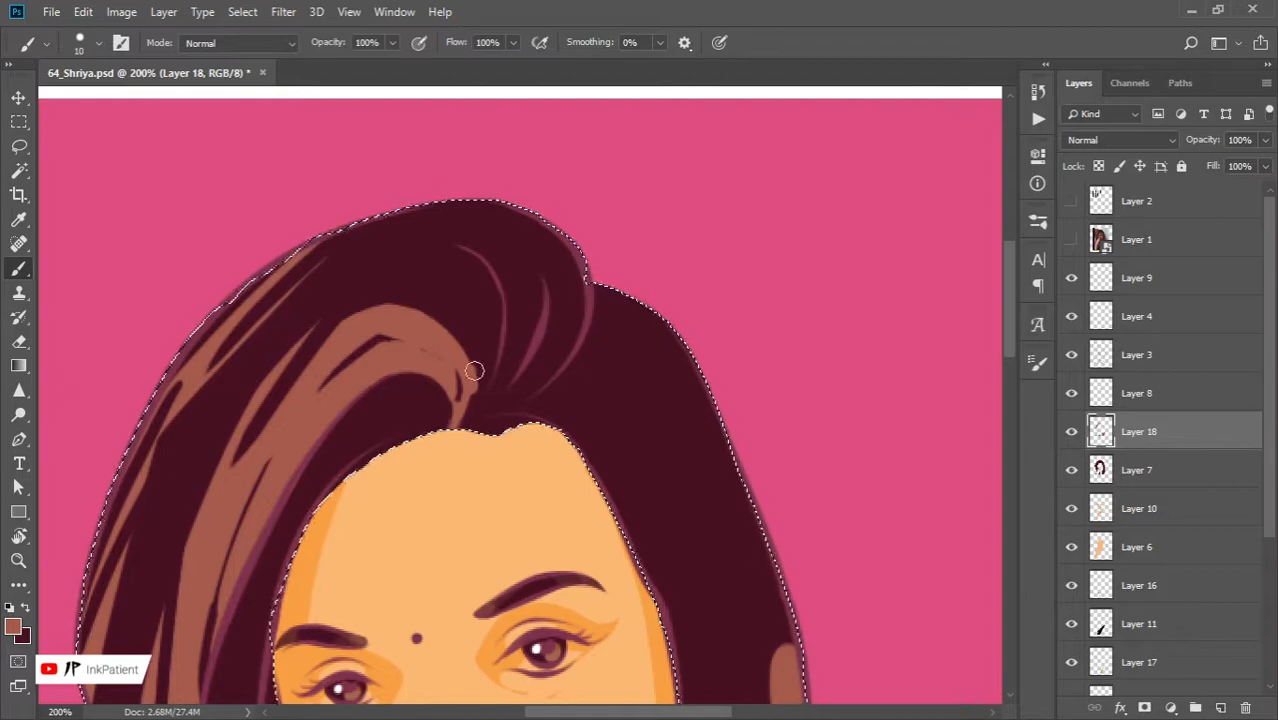 Ps File Edit Image Layer Type Select Filter 3D View Window Help
10 Mode: Normal Opacity: 100% Flow: 100% Smoothing: 0%
64_Shriya.psd @ 200% (Layer 18, RGB/8) *
Layers Channels Paths
Kind
Normal Opacity: 100%
Lock: Fill: 100%
Layer 2
Layer 1
Layer 9
Layer 4
Layer 3
Layer 8
Layer 18
Layer 7
Layer 10
Layer 6
Layer 16
Layer 11
Layer 17
InkPatient
200% Doc: 2.68M/27.4M